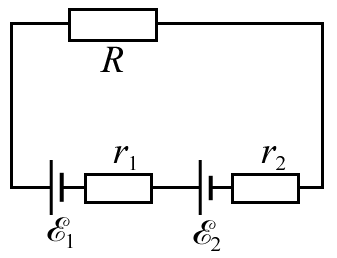 R
r₁ r₂
ℰ₁ ℰ₂